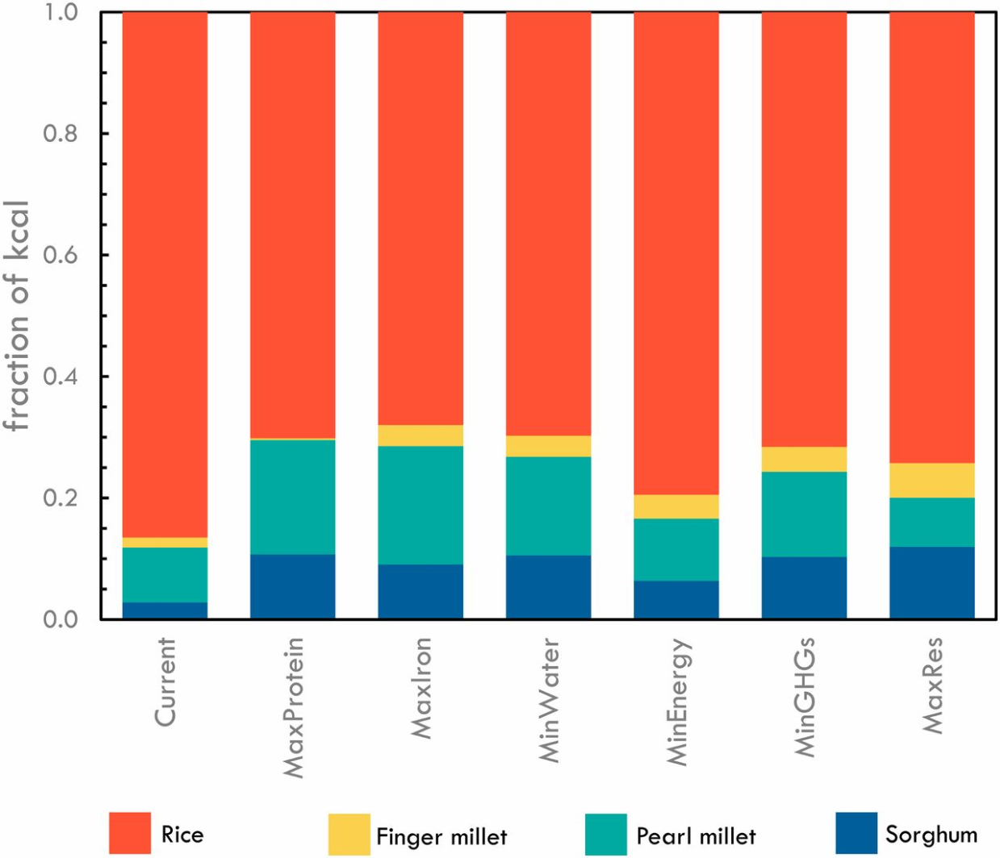 1.0
0.8
0.6
0.4
0.2
0.0
fraction of kcal
Current
MaxProtein
MaxIron
MinWater
MinEnergy
MinGHGs
MaxRes
Rice
Finger millet
Pearl millet
Sorghum